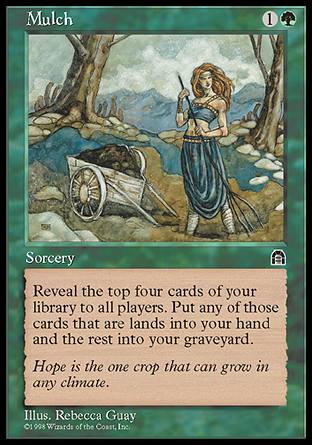 Mulch 1
Sorcery
Reveal the top four cards of your
library to all players. Put any of those
cards that are lands into your hand
and the rest into your graveyard.
Hope is the one crop that can grow in
any climate.
Illus. Rebecca Guay
©1998 Wizards of the Coast, Inc.